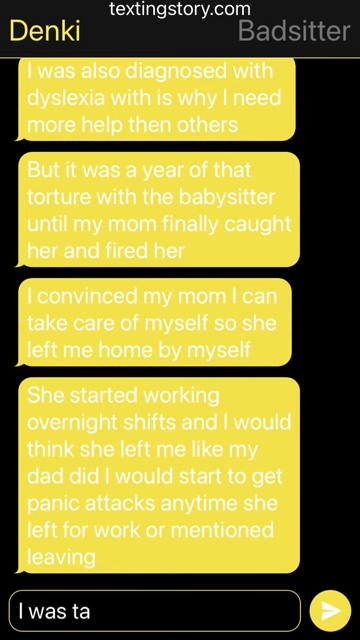 textingstory.com
Denki Badsitter
I was also diagnosed with
dyslexia with is why I need
more help then others
But it was a year of that
torture with the babysitter
until my mom finally caught
her and fired her
I convinced my mom I can
take care of myself so she
left me home by myself
She started working
overnight shifts and I would
think she left me like my
dad did I would start to get
panic attacks anytime she
left for work or mentioned
leaving
I was ta